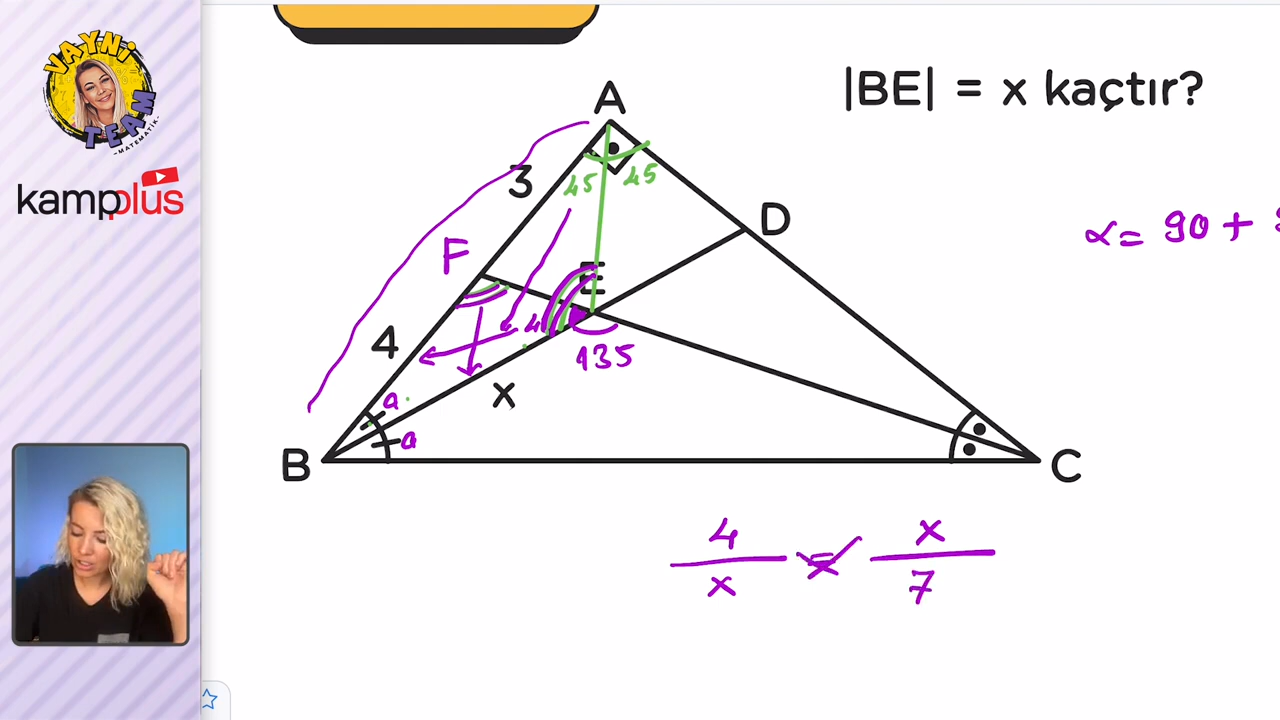 VAYNİ
TEAM
-MATEMATİK-
kampplus
|BE| = x kaçtır?
A
3
45 45
D
F
E
α = 90 +
4
135
x
a
a
B
C
4 / x = x / 7